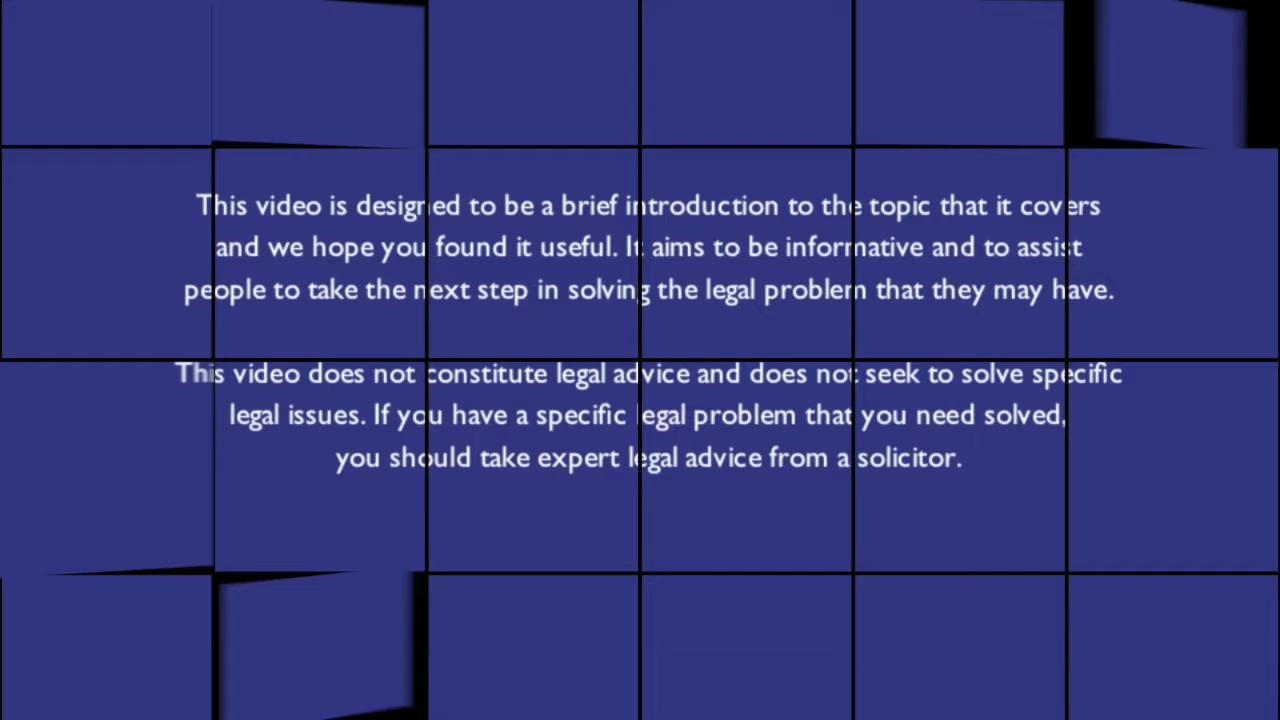 This video is designed to be a brief introduction to the topic that it covers
and we hope you found it useful. It aims to be informative and to assist
people to take the next step in solving the legal problem that they may have.
This video does not constitute legal advice and does not seek to solve specific
legal issues. If you have a specific legal problem that you need solved,
you should take expert legal advice from a solicitor.